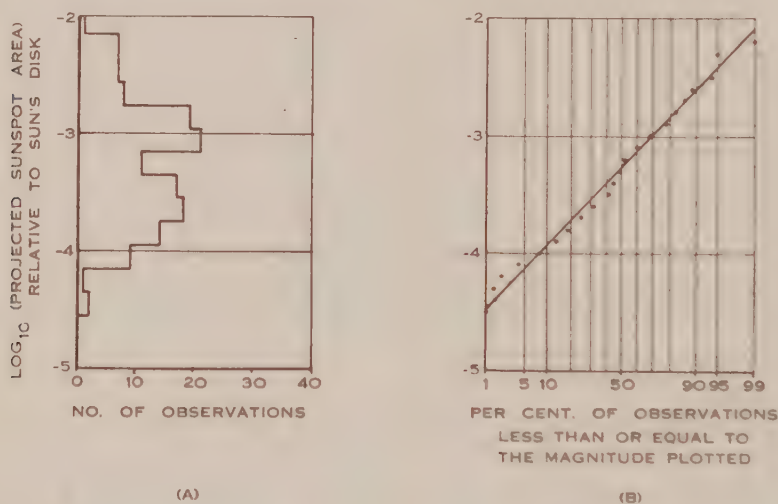 LOG10 (PROJECTED SUNSPOT AREA)
RELATIVE TO SUN'S DISK
-2
-3
-4
-5
0
10
20
30
40
NO. OF OBSERVATIONS
(A)
-2
-3
-4
-5
1
5
10
50
90
95
99
PER CENT. OF OBSERVATIONS
LESS THAN OR EQUAL TO
THE MAGNITUDE PLOTTED
(B)